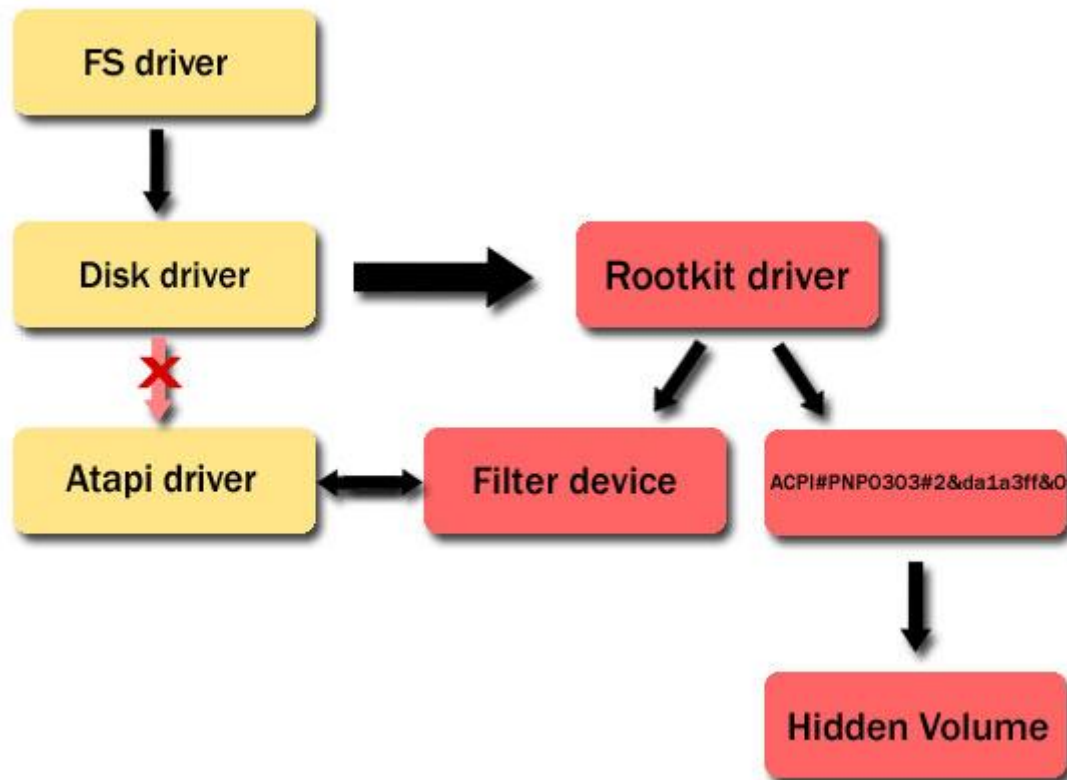 FS driver
Disk driver
Rootkit driver
Atapi driver
Filter device
ACPI#PNP0303#2&da1a3ff&0
Hidden Volume